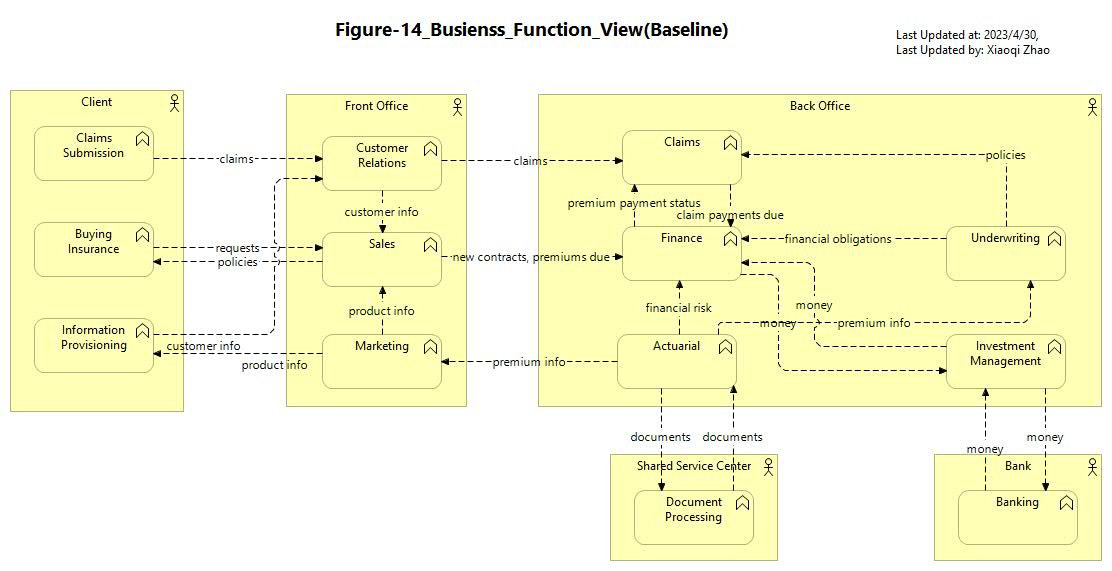 Figure-14_Busienss_Function_View(Baseline)
Last Updated at: 2023/4/30,
Last Updated by: Xiaoqi Zhao
Client
Claims
Submission
Buying
Insurance
Information
Provisioning
claims
requests
policies
customer info
product info
Front Office
Customer
Relations
customer info
Sales
product info
Marketing
claims
new contracts, premiums due
premium info
Back Office
Claims
policies
premium payment status
claim payments due
Finance
financial obligations
Underwriting
financial risk
money
money
premium info
Actuarial
Investment
Management
documents
documents
money
money
Shared Service Center
Document
Processing
Bank
Banking